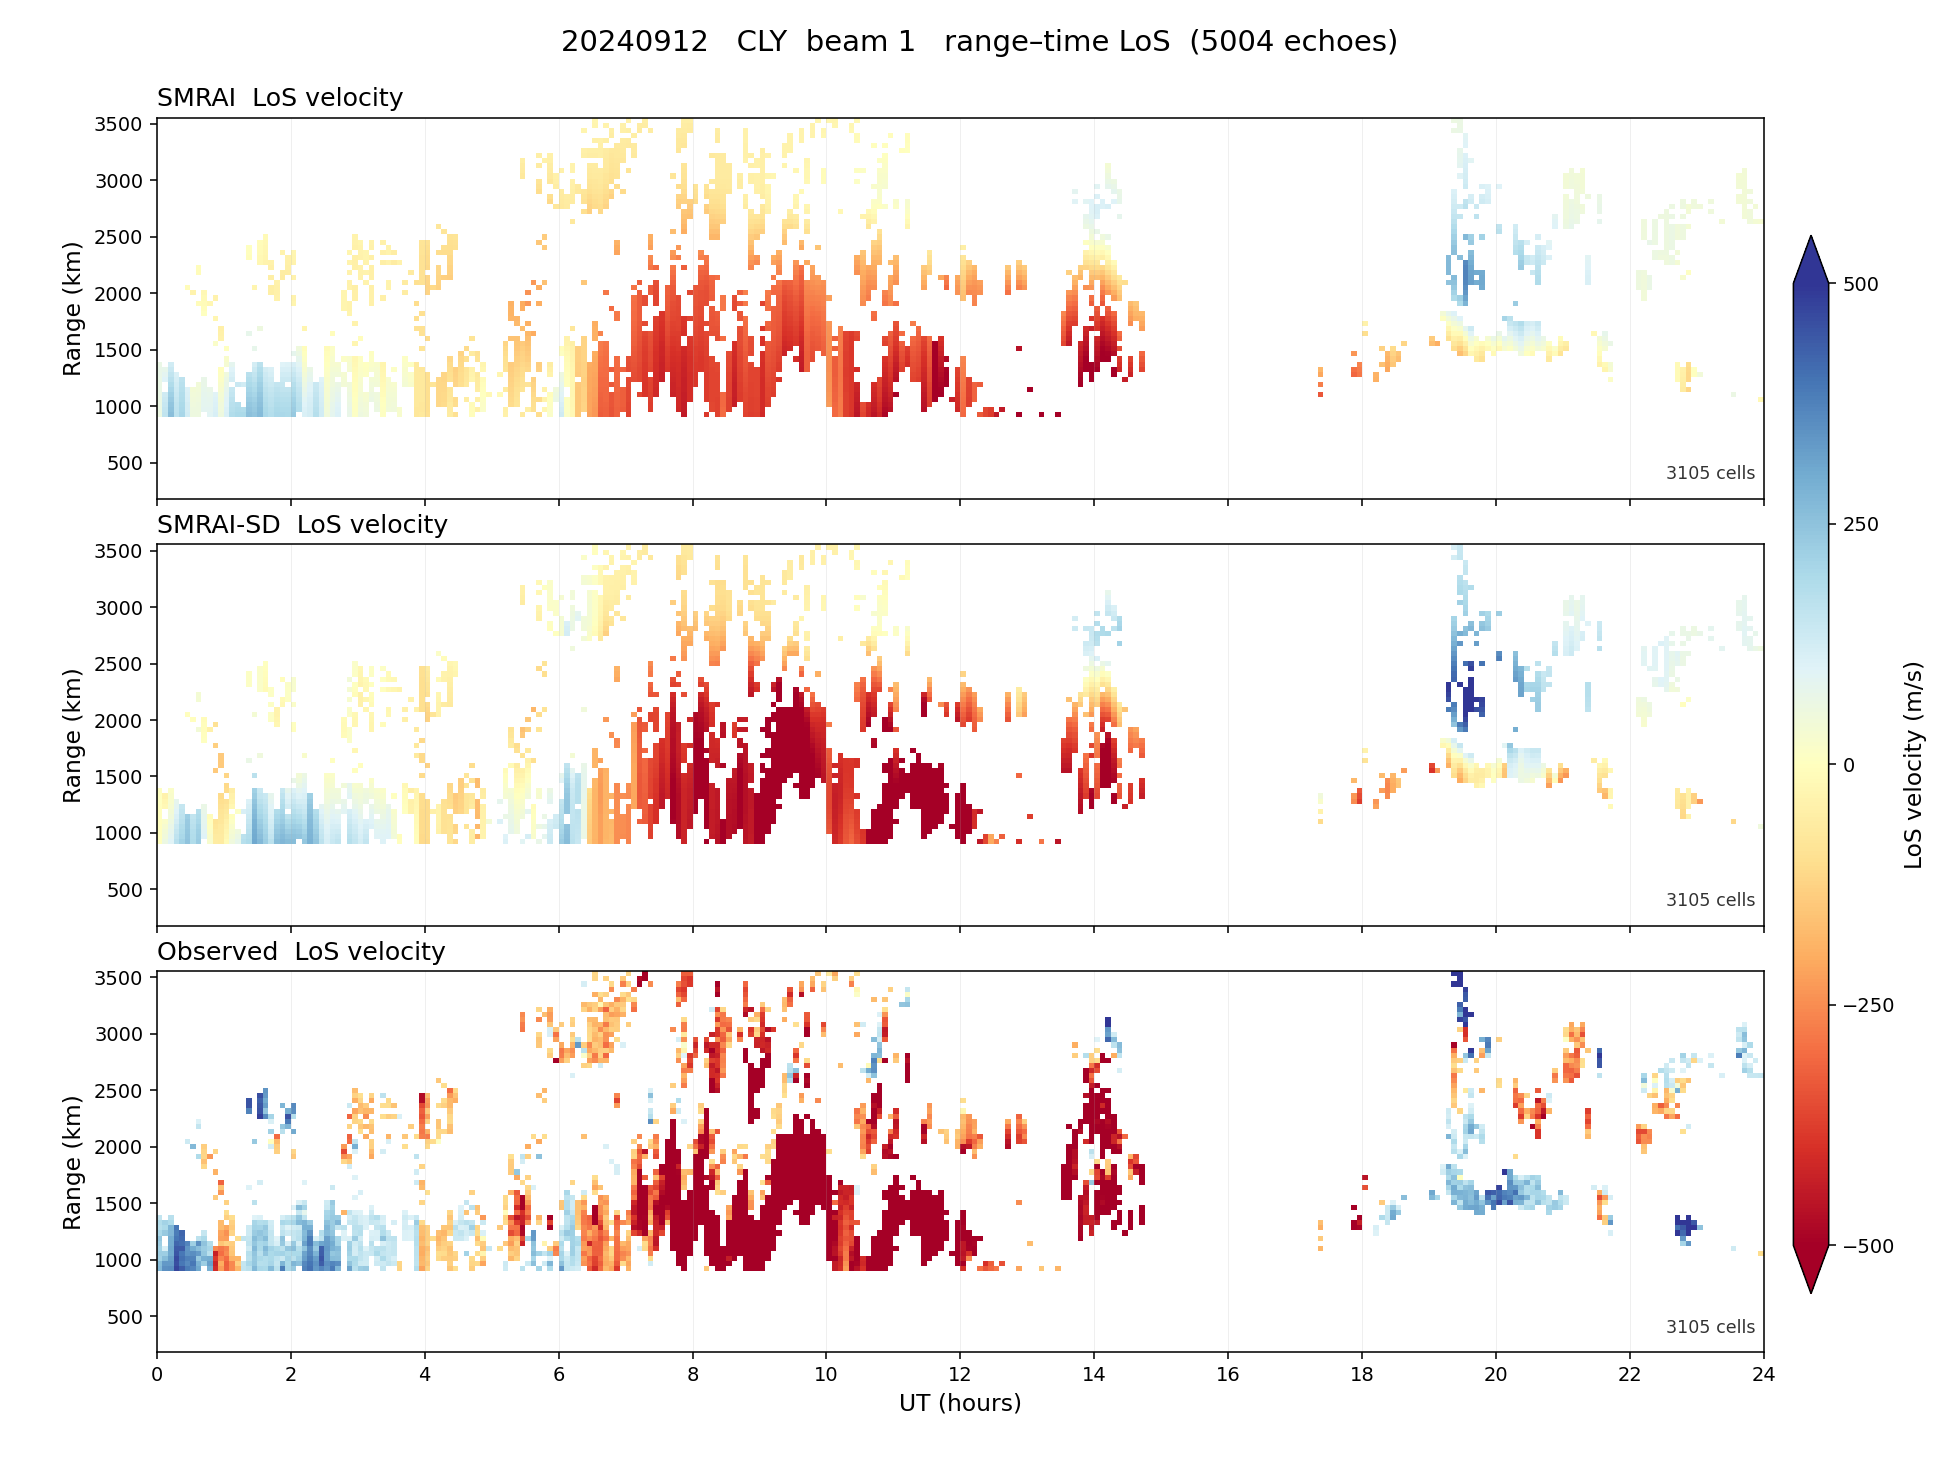 20240912   CLY  beam 1   range–time LoS  (5004 echoes)
SMRAI  LoS velocity
3500
3000
2500
2000
1500
1000
500
Range (km)
3105 cells
SMRAI-SD  LoS velocity
3500
3000
2500
2000
1500
1000
500
Range (km)
3105 cells
Observed  LoS velocity
3500
3000
2500
2000
1500
1000
500
Range (km)
3105 cells
0 2 4 6 8 10 12 14 16 18 20 22 24
UT (hours)
500
250
0
−250
−500
LoS velocity (m/s)